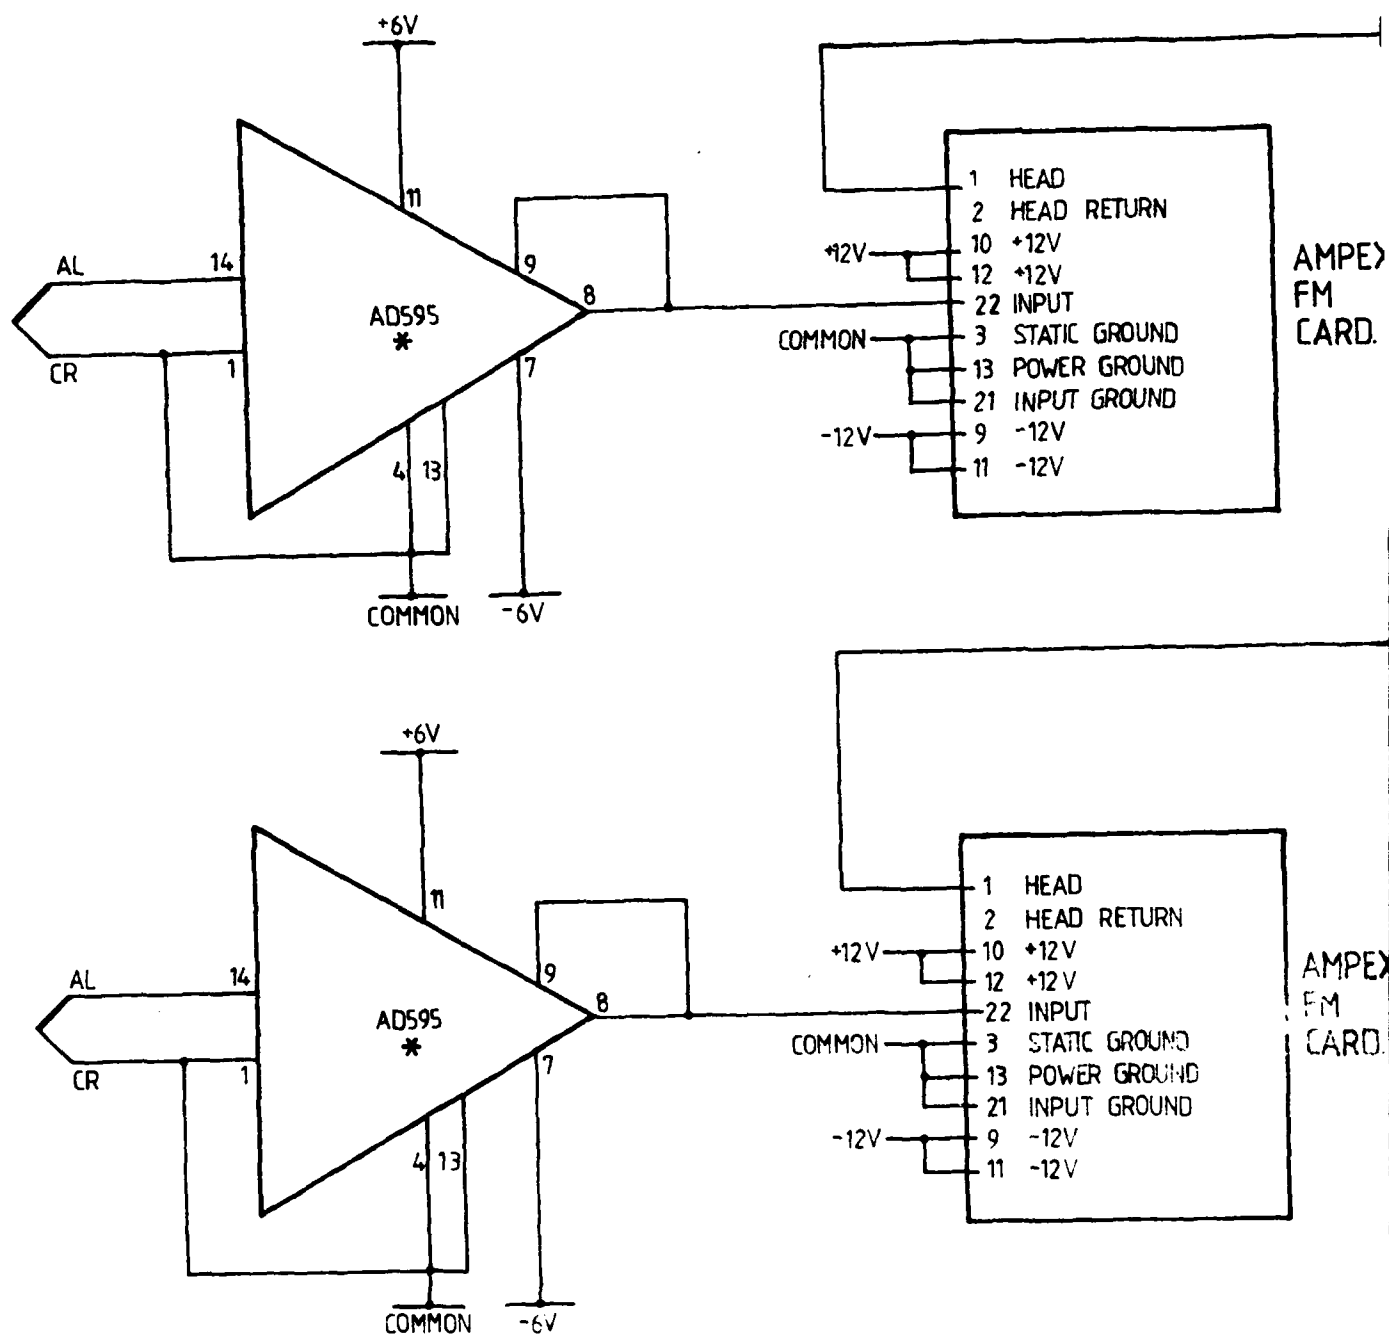 +6V
11
9
8
AL
14
AD595
*
CR
1
7
4
13
COMMON
-6V
1 HEAD
2 HEAD RETURN
+12V
10 +12V
12 +12V
22 INPUT
COMMON
3 STATIC GROUND
13 POWER GROUND
21 INPUT GROUND
-12V
9 -12V
11 -12V
AMPEX
FM
CARD.
+6V
11
9
8
AL
14
AD595
*
CR
1
7
4
13
COMMON
-6V
1 HEAD
2 HEAD RETURN
+12V
10 +12V
12 +12V
22 INPUT
COMMON
3 STATIC GROUND
13 POWER GROUND
21 INPUT GROUND
-12V
9 -12V
11 -12V
AMPEX
FM
CARD.